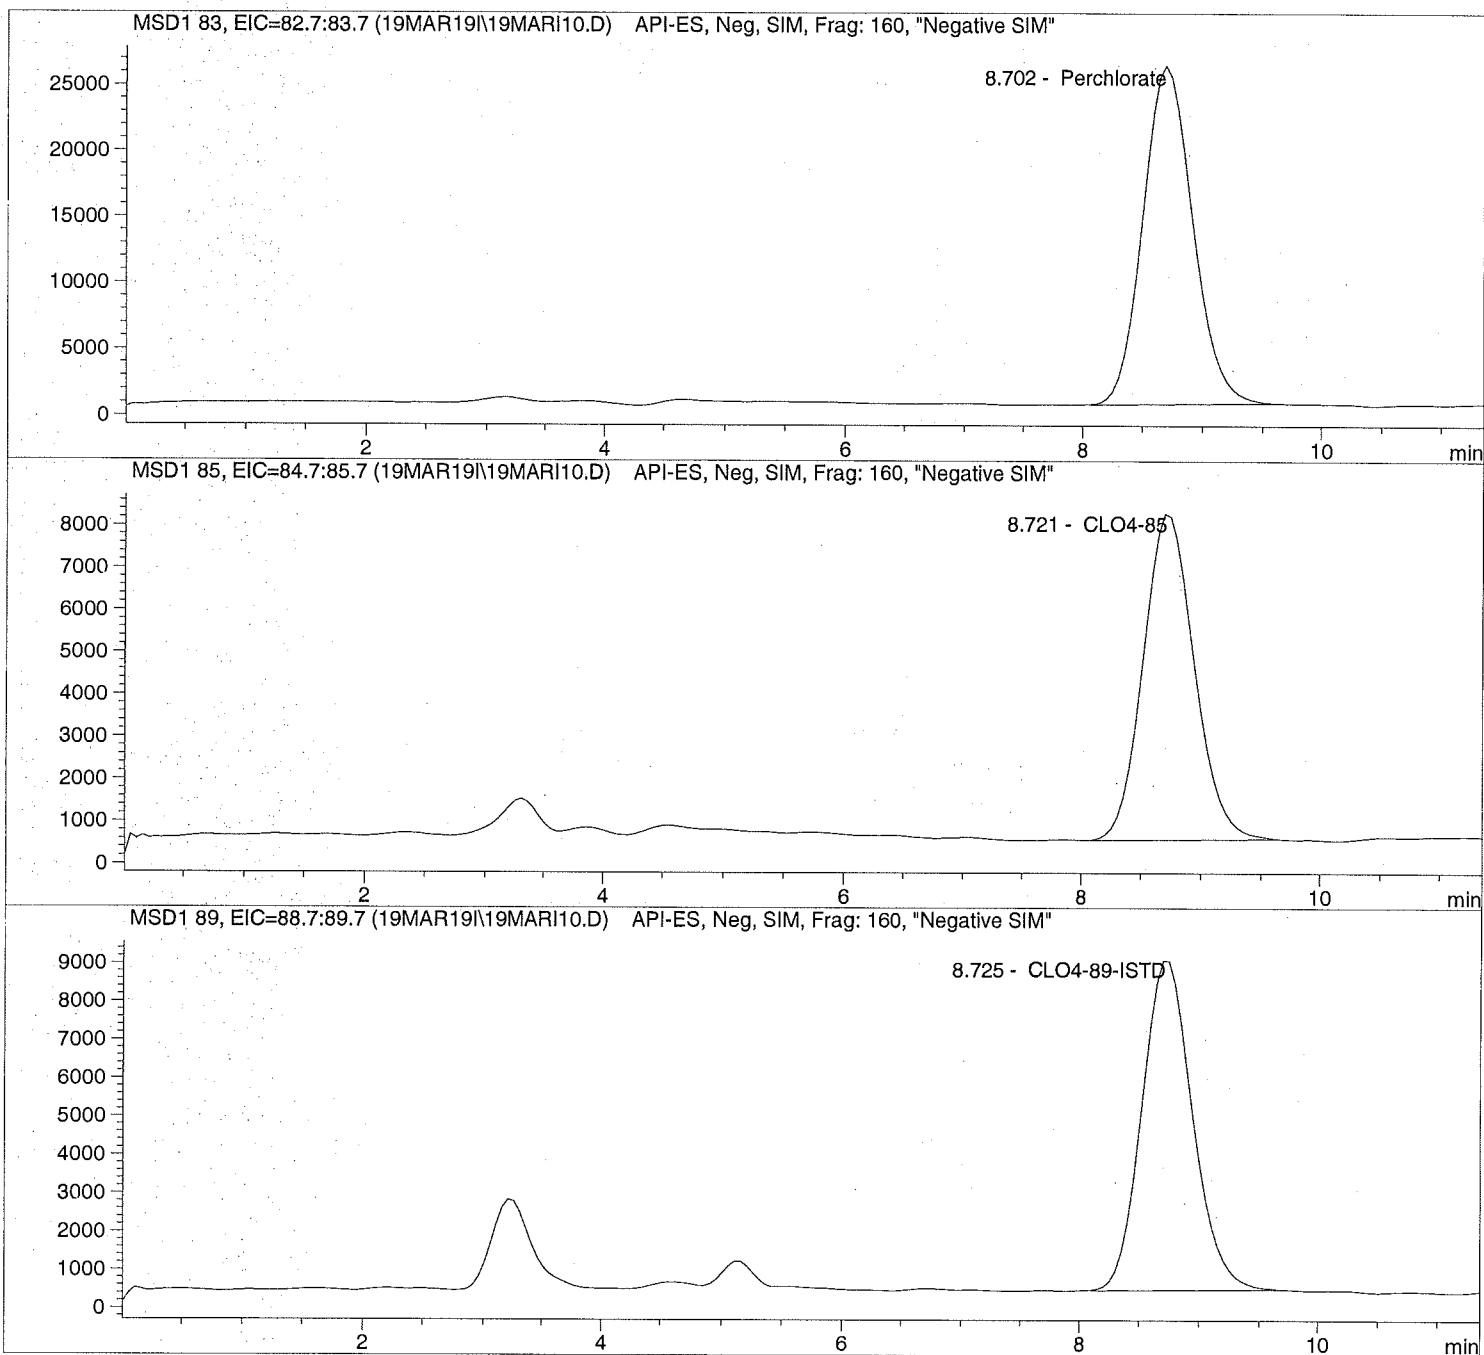 MSD1 83, EIC=82.7:83.7 (19MAR19I\19MARI10.D) API-ES, Neg, SIM, Frag: 160, "Negative SIM"
8.702 - Perchlorate
25000
20000
15000
10000
5000
0
2 4 6 8 10 min
MSD1 85, EIC=84.7:85.7 (19MAR19I\19MARI10.D) API-ES, Neg, SIM, Frag: 160, "Negative SIM"
8.721 - CLO4-85
8000
7000
6000
5000
4000
3000
2000
1000
0
2 4 6 8 10 min
MSD1 89, EIC=88.7:89.7 (19MAR19I\19MARI10.D) API-ES, Neg, SIM, Frag: 160, "Negative SIM"
8.725 - CLO4-89-ISTD
9000
8000
7000
6000
5000
4000
3000
2000
1000
0
2 4 6 8 10 min